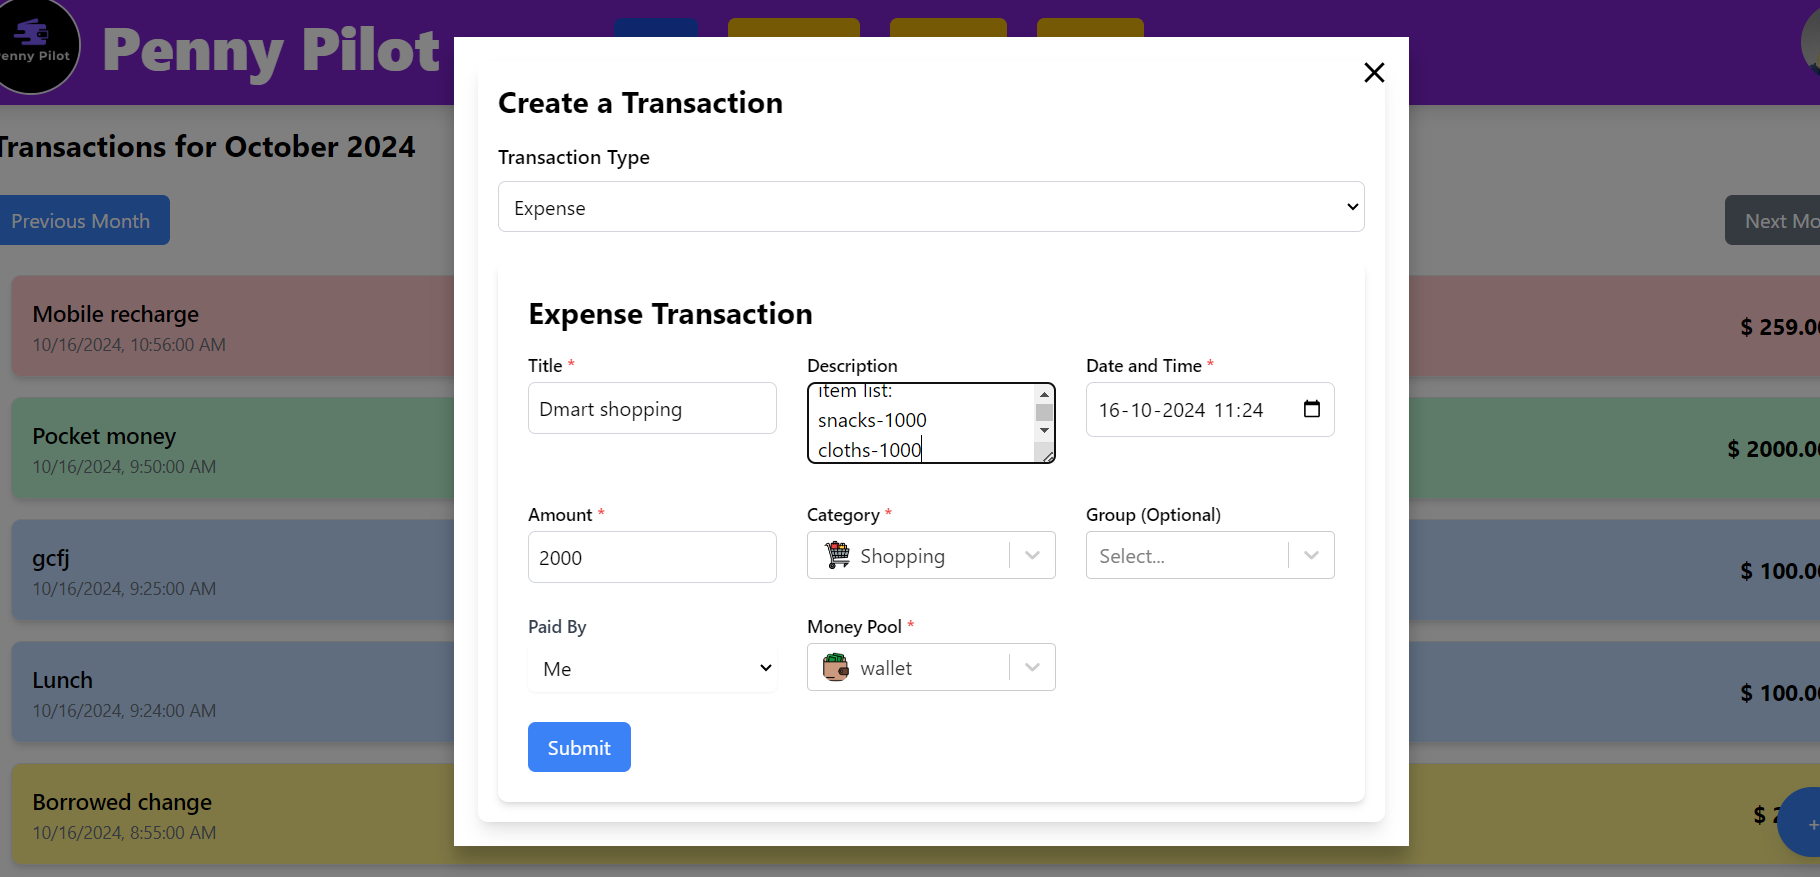 Penny Pilot
enny Pilot
Transactions for October 2024
Previous Month
Next Mo
Mobile recharge
10/16/2024, 10:56:00 AM
$ 259.0
Pocket money
10/16/2024, 9:50:00 AM
$ 2000.0
gcfj
10/16/2024, 9:25:00 AM
$ 100.0
Lunch
10/16/2024, 9:24:00 AM
$ 100.0
Borrowed change
10/16/2024, 8:55:00 AM
$ 2
+
Create a Transaction
Transaction Type
Expense
Expense Transaction
Title *
Dmart shopping
Description
item list:
snacks-1000
cloths-1000
Date and Time *
16-10-2024 11:24
Amount *
2000
Category *
Shopping
Group (Optional)
Select...
Paid By
Me
Money Pool *
wallet
Submit